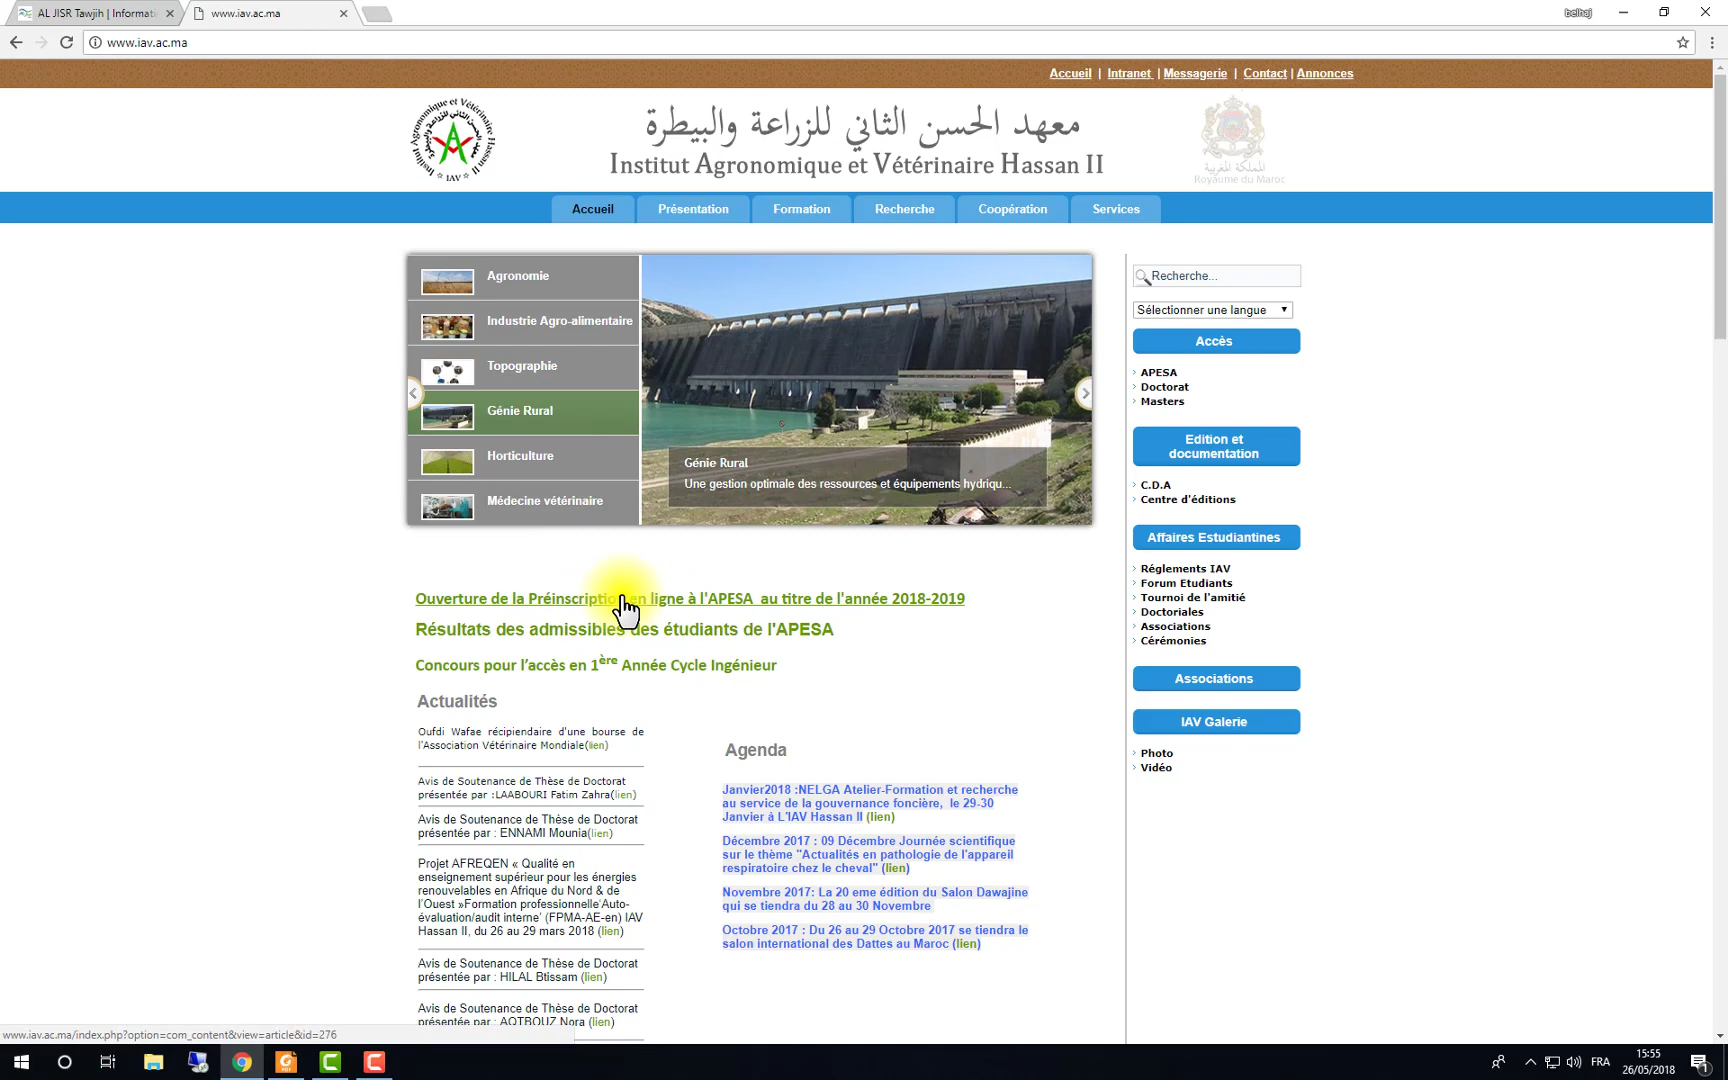 AL JISR Tawjih | Informati
www.iav.ac.ma
belhaj
www.iav.ac.ma
Accueil | Intranet | Messagerie | Contact | Annonces
Institut Agronomique et Vétérinaire Hassan II
IAV
معهد الحسن الثاني للزراعة والبيطرة
Institut Agronomique et Vétérinaire Hassan II
المملكة المغربية
Royaume du Maroc
Accueil
Présentation
Formation
Recherche
Coopération
Services
Agronomie
Industrie Agro-alimentaire
Topographie
Génie Rural
Horticulture
Médecine vétérinaire
Génie Rural
Une gestion optimale des ressources et équipements hydriqu...
Recherche...
Sélectionner une langue
Accès
APESA
Doctorat
Masters
Edition et
documentation
C.D.A
Centre d'éditions
Affaires Estudiantines
Réglements IAV
Forum Etudiants
Tournoi de l'amitié
Doctoriales
Associations
Cérémonies
Associations
IAV Galerie
Photo
Vidéo
Ouverture de la Préinscription en ligne à l'APESA au titre de l'année 2018-2019
Résultats des admissibles des étudiants de l'APESA
Concours pour l'accès en 1ère Année Cycle Ingénieur
Actualités
Oufdi Wafae récipiendaire d'une bourse de
l'Association Vétérinaire Mondiale(lien)
Avis de Soutenance de Thèse de Doctorat
présentée par :LAABOURI Fatim Zahra(lien)
Avis de Soutenance de Thèse de Doctorat
présentée par : ENNAMI Mounia(lien)
Projet AFREQEN « Qualité en
enseignement supérieur pour les énergies
renouvelables en Afrique du Nord & de
l'Ouest »Formation professionnelle'Auto-
évaluation/audit interne' (FPMA-AE-en) IAV
Hassan II, du 26 au 29 mars 2018 (lien)
Avis de Soutenance de Thèse de Doctorat
présentée par : HILAL Btissam (lien)
Avis de Soutenance de Thèse de Doctorat
présentée par : AQTBOUZ Nora (lien)
Agenda
Janvier2018 :NELGA Atelier-Formation et recherche
au service de la gouvernance foncière, le 29-30
Janvier à L'IAV Hassan II (lien)
Décembre 2017 : 09 Décembre Journée scientifique
sur le thème "Actualités en pathologie de l'appareil
respiratoire chez le cheval" (lien)
Novembre 2017: La 20 eme édition du Salon Dawajine
qui se tiendra du 28 au 30 Novembre
Octobre 2017 : Du 26 au 29 Octobre 2017 se tiendra le
salon international des Dattes au Maroc (lien)
www.iav.ac.ma/index.php?option=com_content&view=article&id=276
FRA
15:55
26/05/2018
1